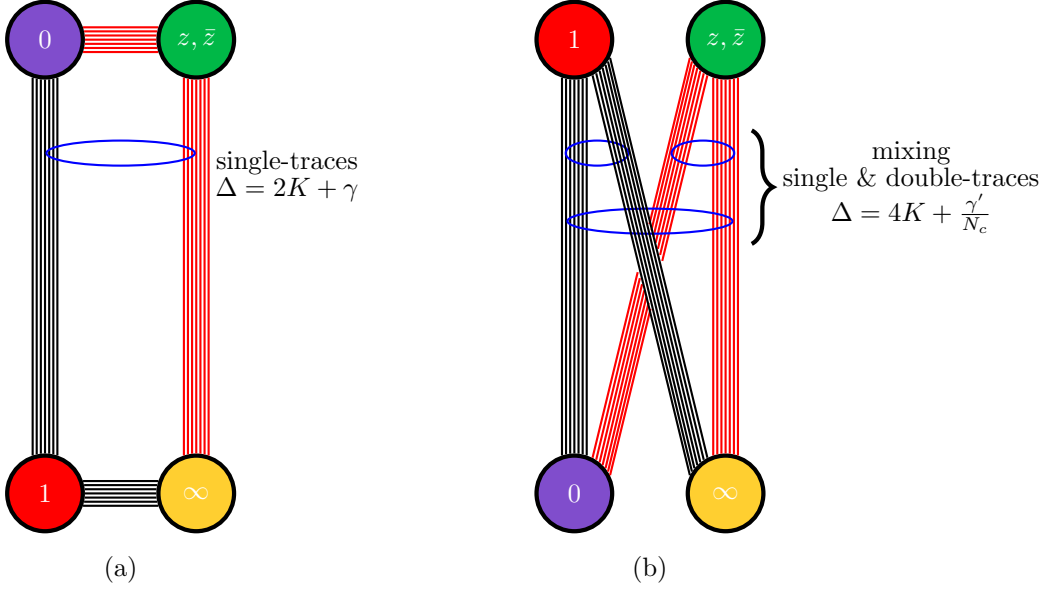 0
z, z̄
single-traces
Δ = 2K + γ
1
∞
(a)
1
z, z̄
mixing
single & double-traces
Δ = 4K + γ′/N_c
0
∞
(b)